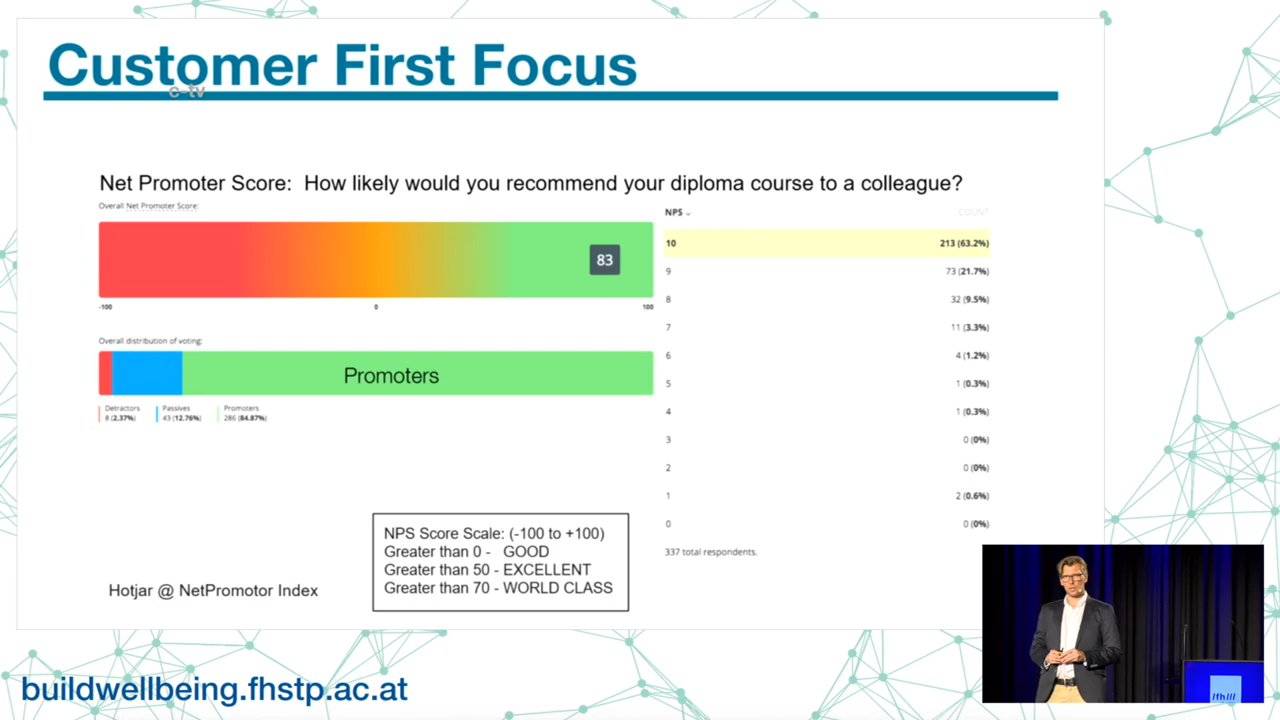 Customer First Focus
c-tv
Net Promoter Score: How likely would you recommend your diploma course to a colleague?
Overall Net Promoter Score:
83
-100 0 100
Overall distribution of voting:
Promoters
Detractors Passives Promoters
8 (2.37%) 43 (12.76%) 286 (84.87%)
NPS COUNT
10 213 (63.2%)
9 73 (21.7%)
8 32 (9.5%)
7 11 (3.3%)
6 4 (1.2%)
5 1 (0.3%)
4 1 (0.3%)
3 0 (0%)
2 0 (0%)
1 2 (0.6%)
0 0 (0%)
337 total respondents.
NPS Score Scale: (-100 to +100)
Greater than 0 - GOOD
Greater than 50 - EXCELLENT
Greater than 70 - WORLD CLASS
Hotjar @ NetPromotor Index
buildwellbeing.fhstp.ac.at
/fh///